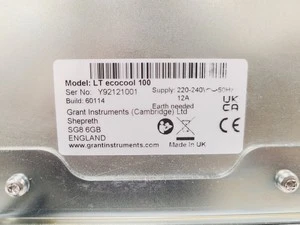 Model: LT ecocool 100
Ser No: Y92121001
Build: 60114
Supply: 220-240V 50Hz
12A
Earth needed
Grant Instruments (Cambridge) Ltd
Shepreth
SG8 6GB
ENGLAND
www.grantinstruments.com
Made In UK
UK
CA
CE